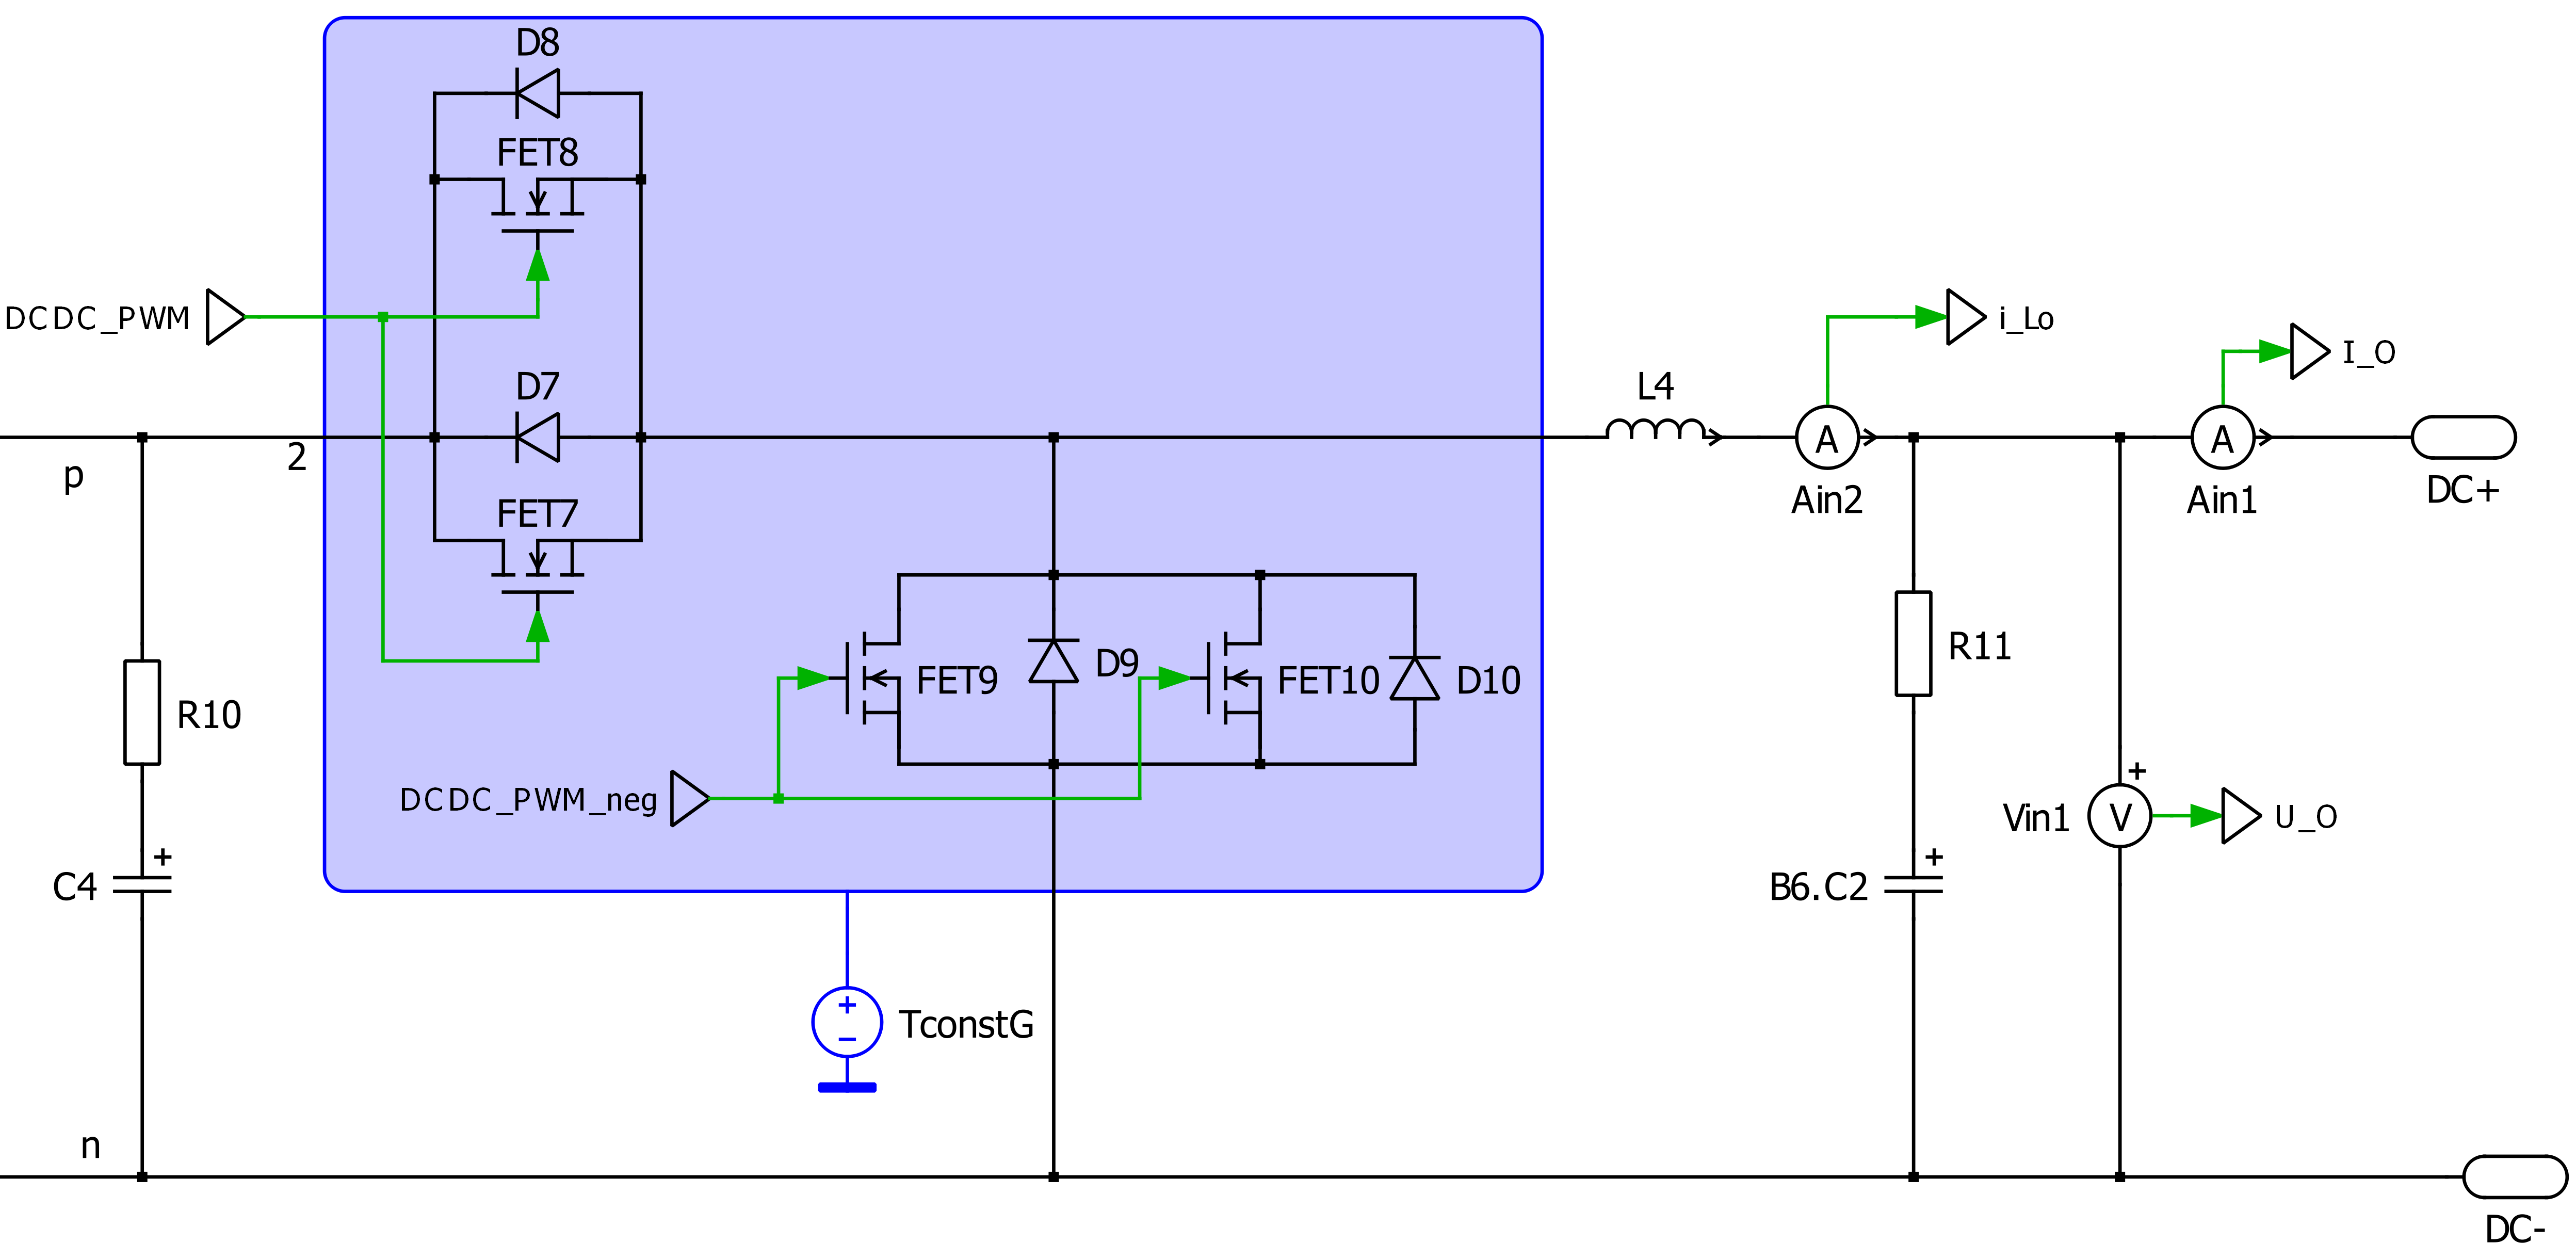 D8
FET8
DCDC_PWM
i_Lo
I_O
D7
L4
A
A
p
2
Ain2
Ain1
DC+
FET7
R11
D9
FET9
FET10
D10
R10
+
DCDC_PWM_neg
Vin1
V
U_O
+
+
C4
B6.C2
+
−
TconstG
n
DC-